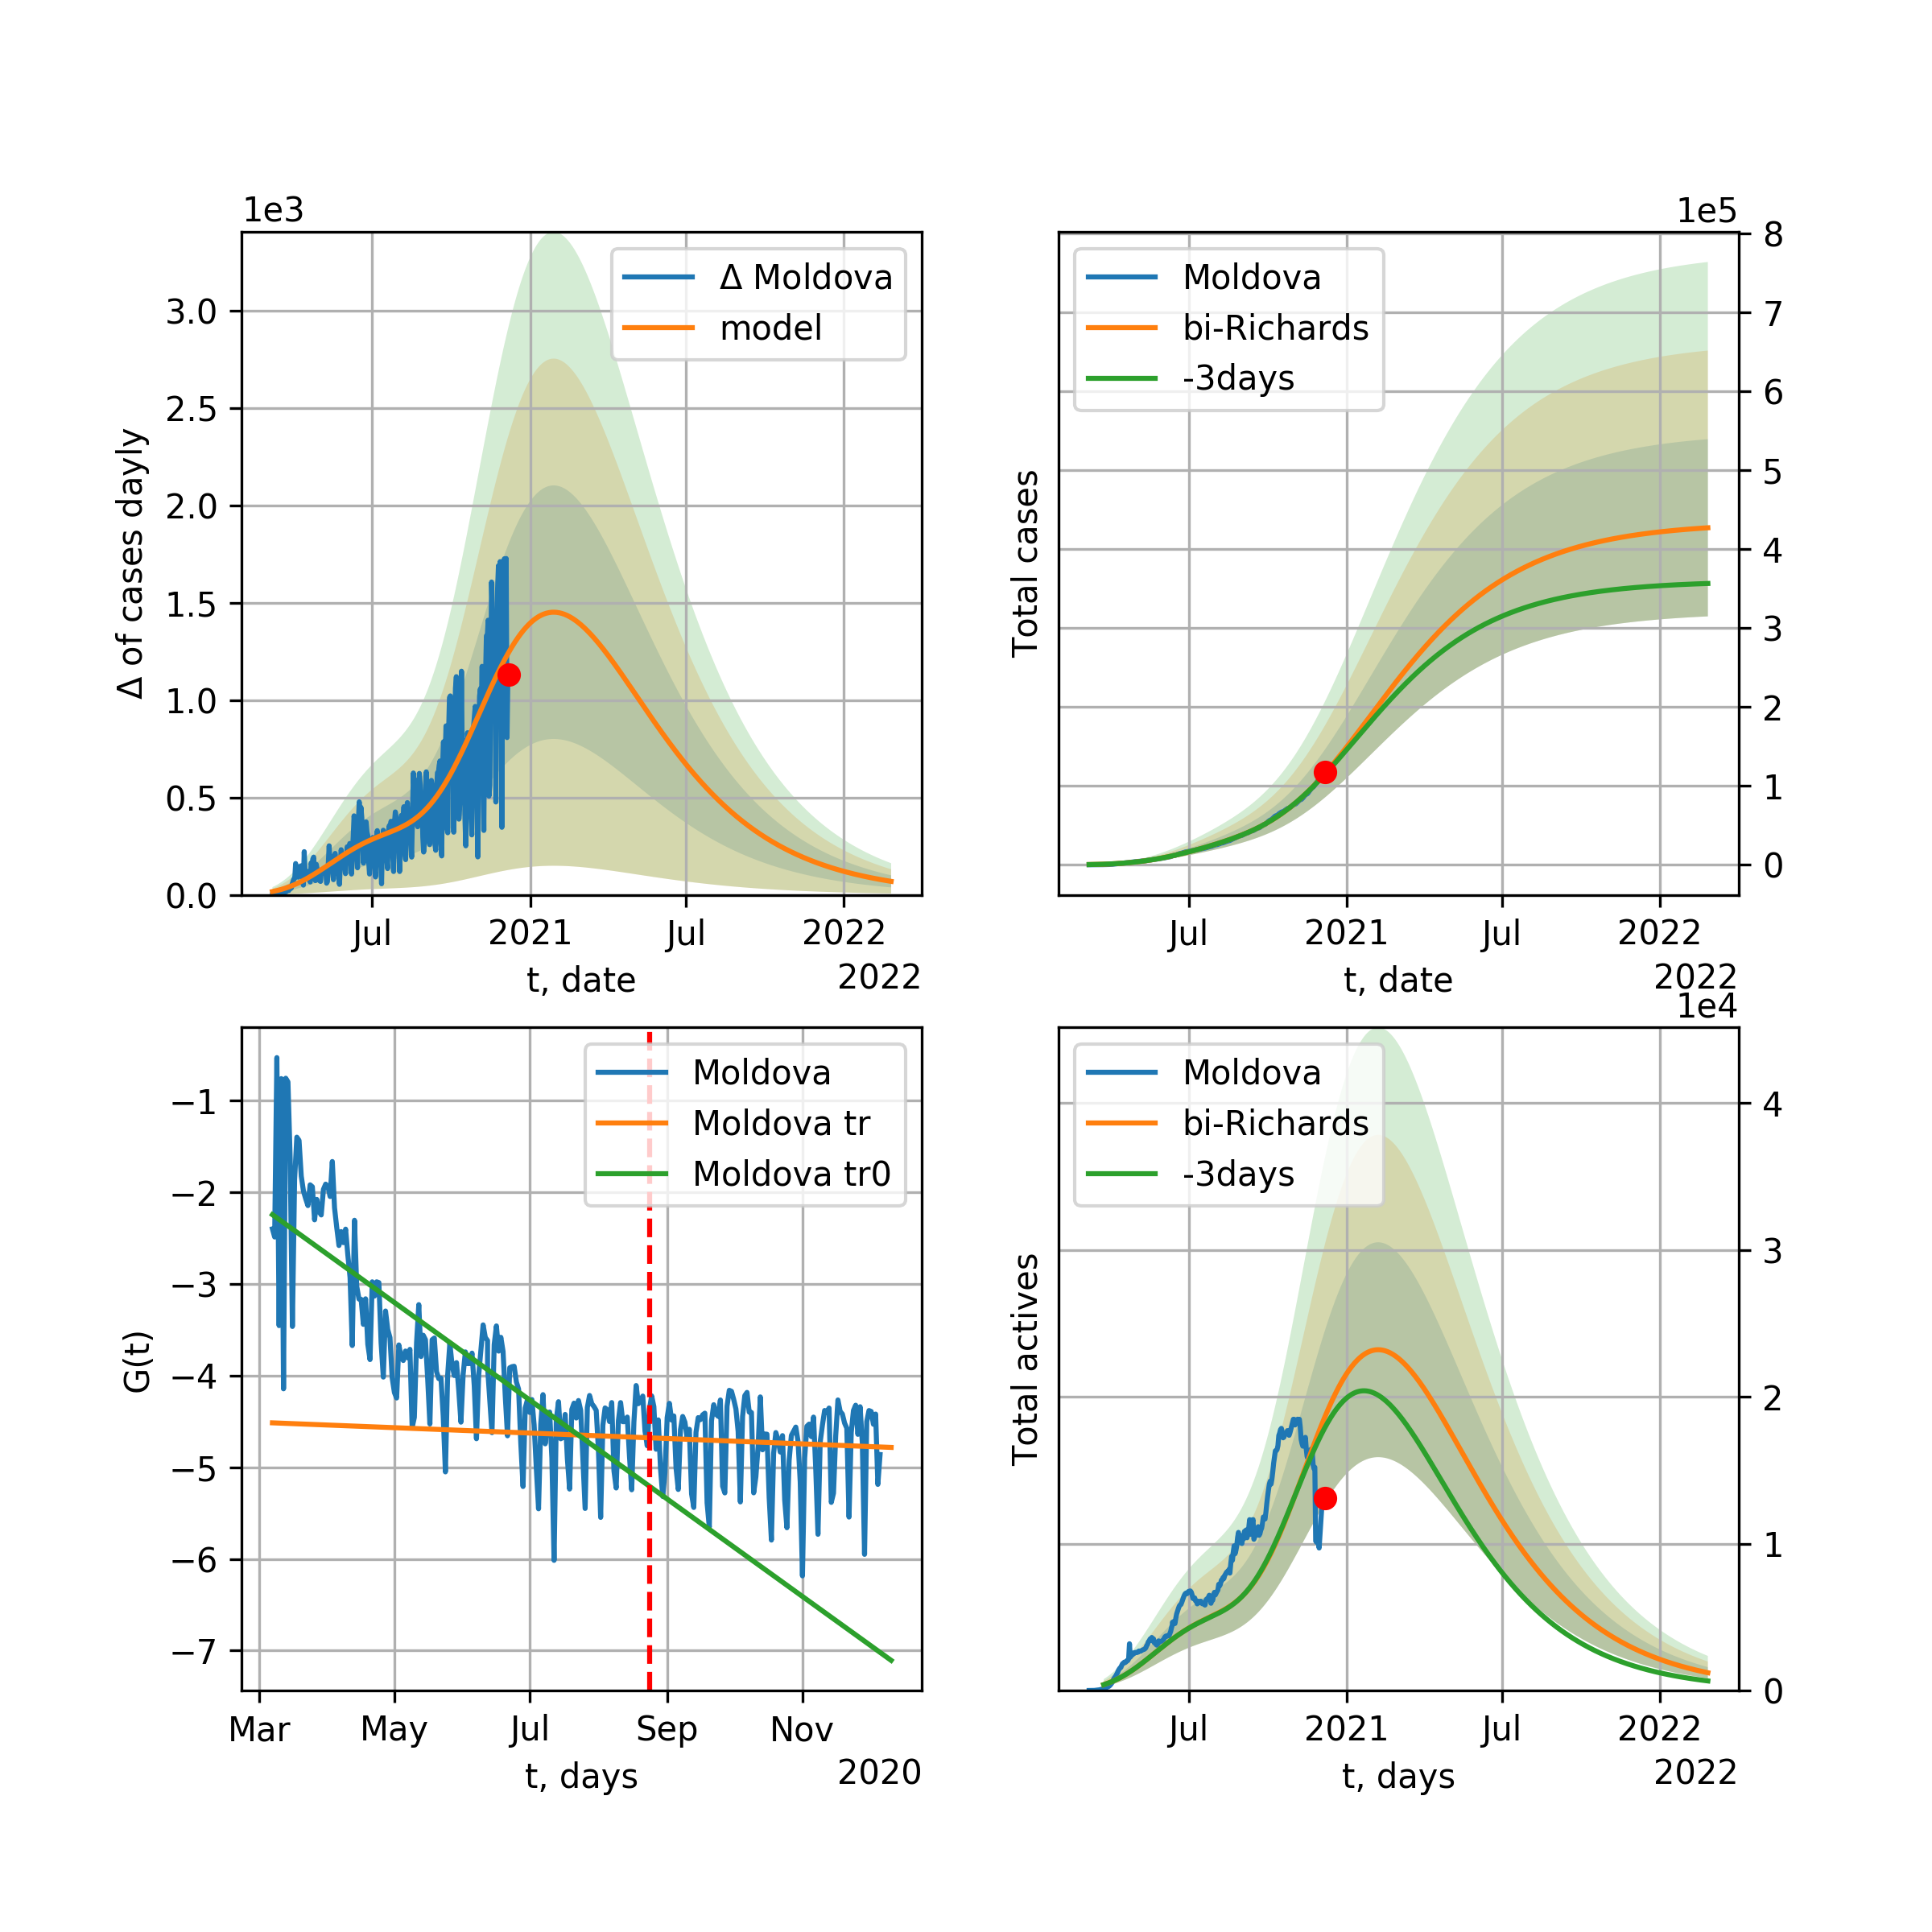 1e3
Δ of cases dayly
3.0
2.5
2.0
1.5
1.0
0.5
0.0
Δ Moldova
model
Jul
2021
Jul
2022
t, date
2022
1e5
Total cases
8
7
6
5
4
3
2
1
0
Moldova
bi-Richards
-3days
Jul
2021
Jul
2022
t, date
2022
G(t)
−1
−2
−3
−4
−5
−6
−7
Moldova
Moldova tr
Moldova tr0
Mar
May
Jul
Sep
Nov
t, days
2020
1e4
Total actives
4
3
2
1
0
Moldova
bi-Richards
-3days
Jul
2021
Jul
2022
t, days
2022